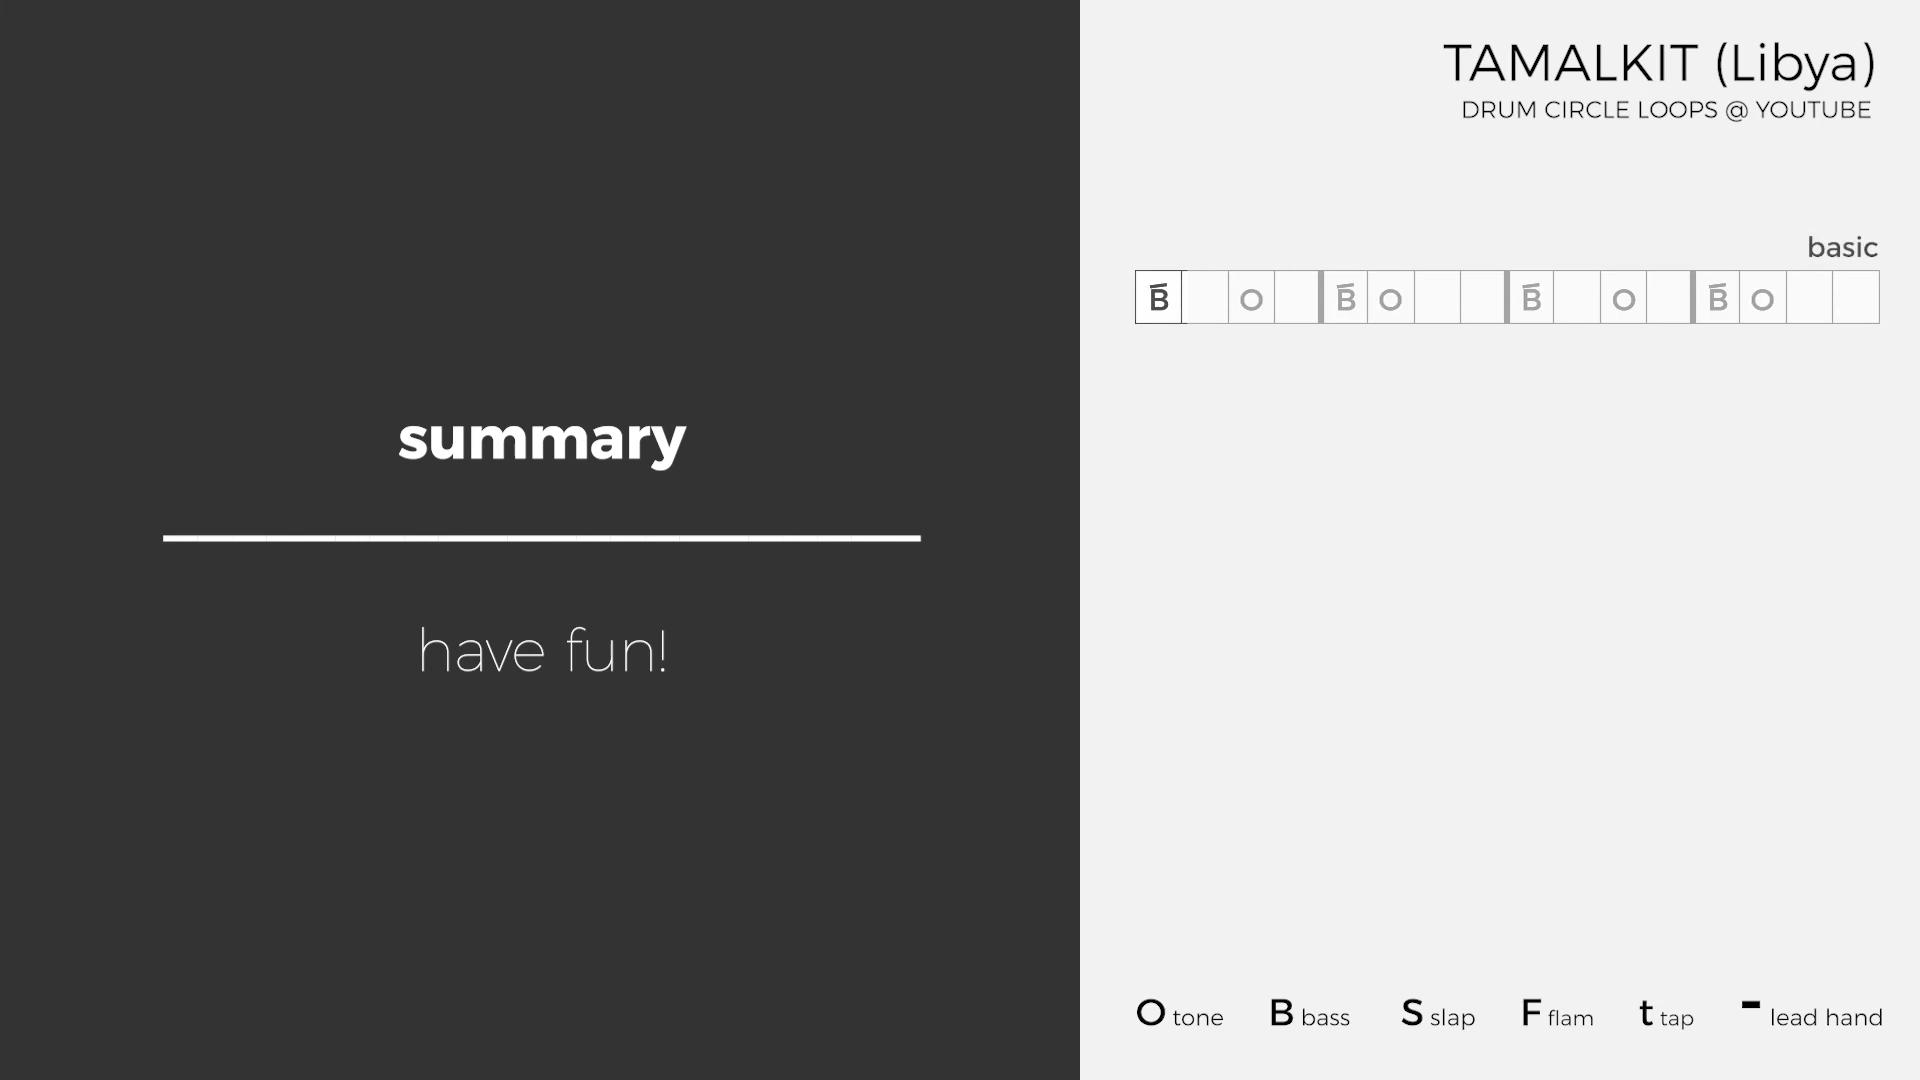 summary
have fun!
TAMALKIT (Libya)
DRUM CIRCLE LOOPS @ YOUTUBE
basic
B̄ O B̄ O B̄ O B̄ O
O tone B bass S slap F flam t tap - lead hand